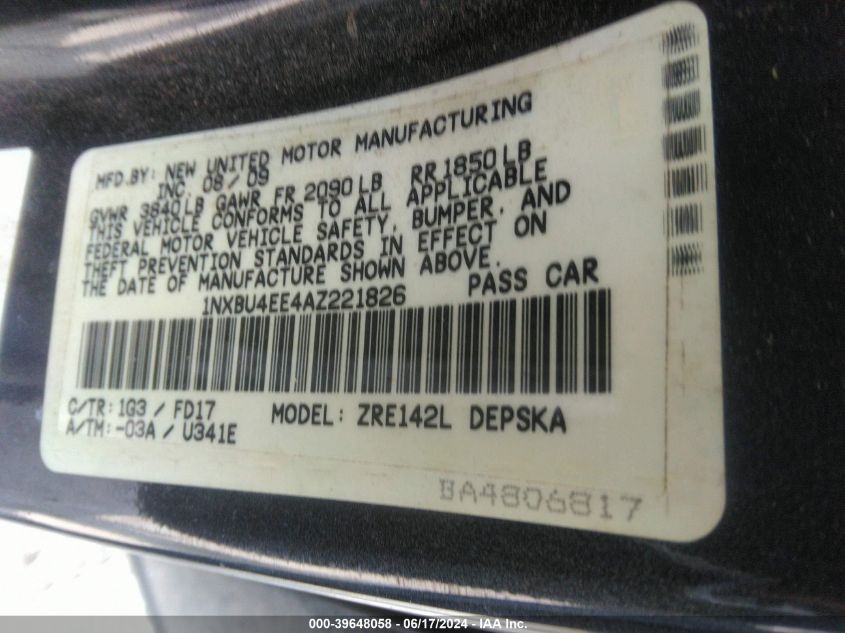 MFD.BY: NEW UNITED MOTOR MANUFACTURING
INC. 08/09
GVWR 3840LB GAWR FR 2090LB RR1850LB
THIS VEHICLE CONFORMS TO ALL APPLICABLE
FEDERAL MOTOR VEHICLE SAFETY, BUMPER, AND
THEFT PREVENTION STANDARDS IN EFFECT ON
THE DATE OF MANUFACTURE SHOWN ABOVE.
1NXBU4EE4AZ221826 PASS CAR
C/TR: 1G3 / FD17 MODEL: ZRE142L DEPSKA
A/TM: -03A / U341E
BA4806817
000-39648058 - 06/17/2024 - IAA Inc.